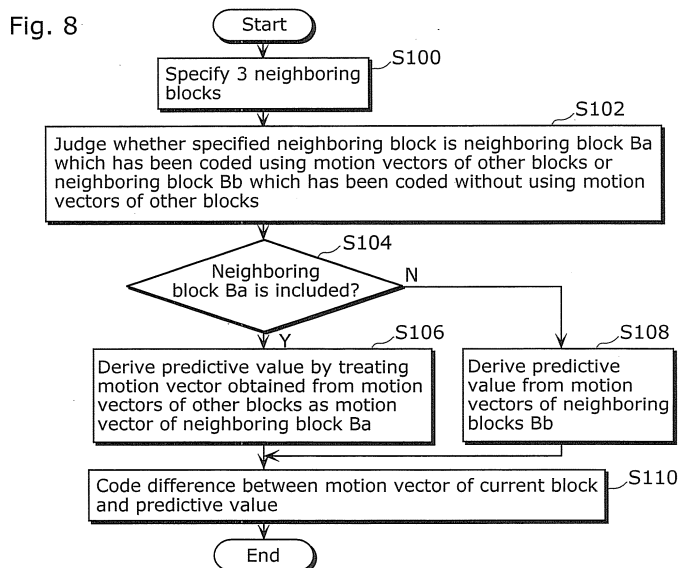 Fig. 8
Start
S100
Specify 3 neighboring
blocks
S102
Judge whether specified neighboring block is neighboring block Ba
which has been coded using motion vectors of other blocks or
neighboring block Bb which has been coded without using motion
vectors of other blocks
S104
Neighboring
block Ba is included?
N
Y
S106
Derive predictive value by treating
motion vector obtained from motion
vectors of other blocks as motion
vector of neighboring block Ba
S108
Derive predictive
value from motion
vectors of neighboring
blocks Bb
S110
Code difference between motion vector of current block
and predictive value
End